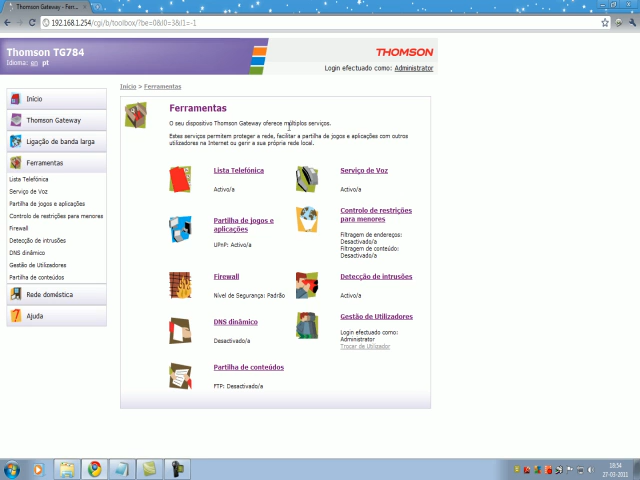 Thomson Gateway - Ferr...
192.168.1.254/cgi/b/toolbox/?be=0&l0=3&l1=-1
Thomson TG784
Idioma: en pt
THOMSON
Login efectuado como: Administrator
Início > Ferramentas
Início
Thomson Gateway
Ligação de banda larga
Ferramentas
Lista Telefónica
Serviço de Voz
Partilha de jogos e aplicações
Controlo de restrições para menores
Firewall
Detecção de intrusões
DNS dinâmico
Gestão de Utilizadores
Partilha de conteúdos
Rede doméstica
Ajuda
Ferramentas
O seu dispositivo Thomson Gateway oferece múltiplos serviços.
Estes serviços permitem proteger a rede, facilitar a partilha de jogos e aplicações com outros
utilizadores na Internet ou gerir a sua própria rede local.
Lista Telefónica
Activo/a
Serviço de Voz
Activo/a
Partilha de jogos e
aplicações
UPnP: Activo/a
Controlo de restrições
para menores
Filtragem de endereços:
Desactivado/a
Filtragem de conteúdo:
Desactivado/a
Firewall
Nível de Segurança: Padrão
Detecção de intrusões
Activo/a
DNS dinâmico
Desactivado/a
Gestão de Utilizadores
Login efectuado como:
Administrator
Trocar de Utilizador
Partilha de conteúdos
FTP: Desactivado/a
18:54
27-03-2011